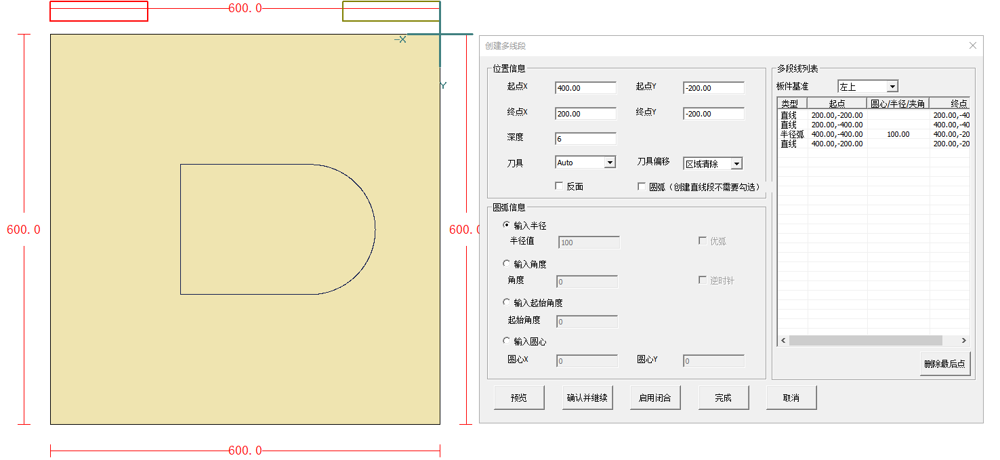 600.0
-X
Y
600.0
600.0
600.0
创建多线段
位置信息
起点X 400.00 起点Y -200.00
终点X 200.00 终点Y -200.00
深度 6
刀具 Auto 刀具偏移 区域清除
反面 圆弧（创建直线段不需要勾选）
圆弧信息
输入半径
半径值 100 优弧
输入角度
角度 0 逆时针
输入起始角度
起始角度 0
输入圆心
圆心X 0 圆心Y 0
预览 确认并继续 启用闭合 完成 取消
多段线列表
板件基准 左上
类型 起点 圆心/半径/夹角 终点
直线 200.00,-200.00 200.00,-40
直线 200.00,-400.00 400.00,-40
半径弧 400.00,-400.00 100.00 400.00,-20
直线 400.00,-200.00 200.00,-20
删除最后点